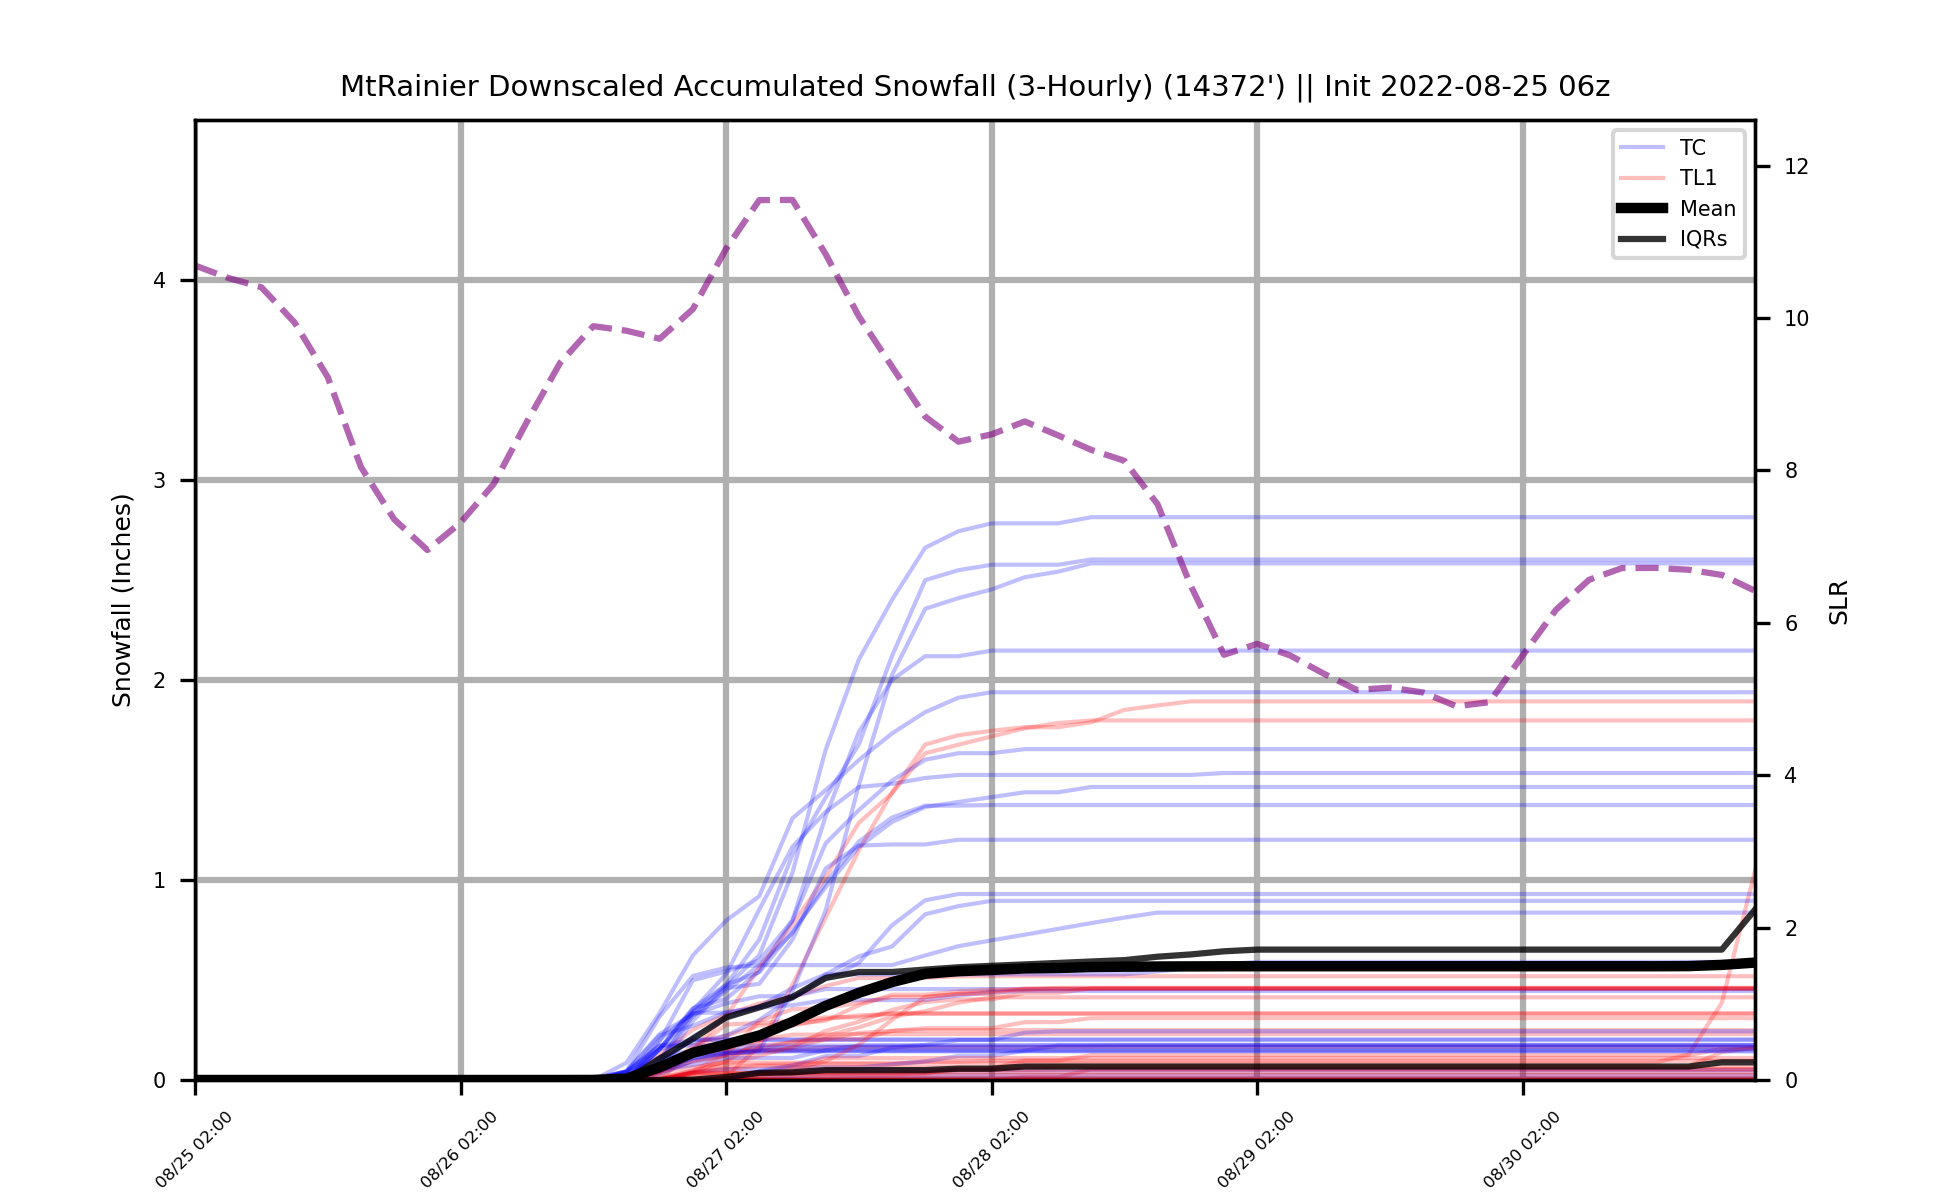 MtRainier Downscaled Accumulated Snowfall (3-Hourly) (14372') || Init 2022-08-25 06z
TC
TL1
Mean
IQRs
Snowfall (Inches)
4
3
2
1
0
SLR
12
10
8
6
4
2
0
08/25 02:00
08/26 02:00
08/27 02:00
08/28 02:00
08/29 02:00
08/30 02:00